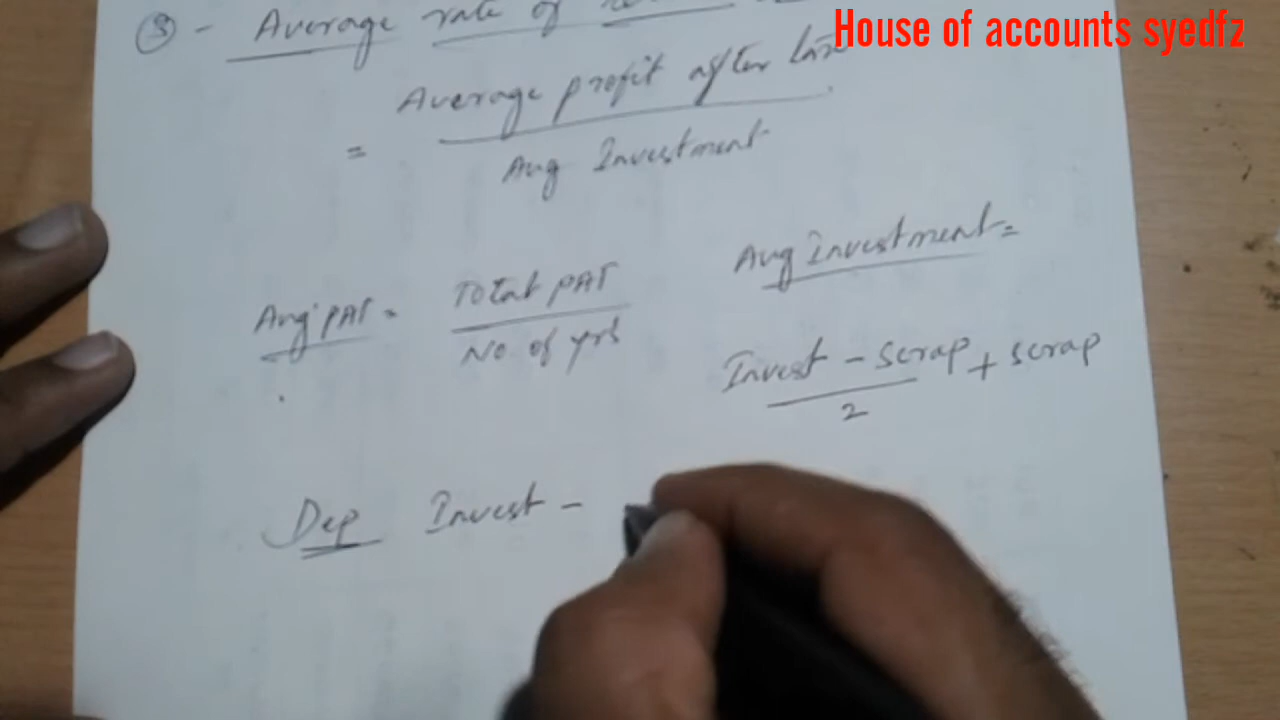 House of accounts syedfz
③ - Average rate of
= Average profit after tax
Avg Investment
Avg Investment =
Avg PAT = Total PAT
No of yrs
Invest - scrap + scrap
2
Dep Invest -